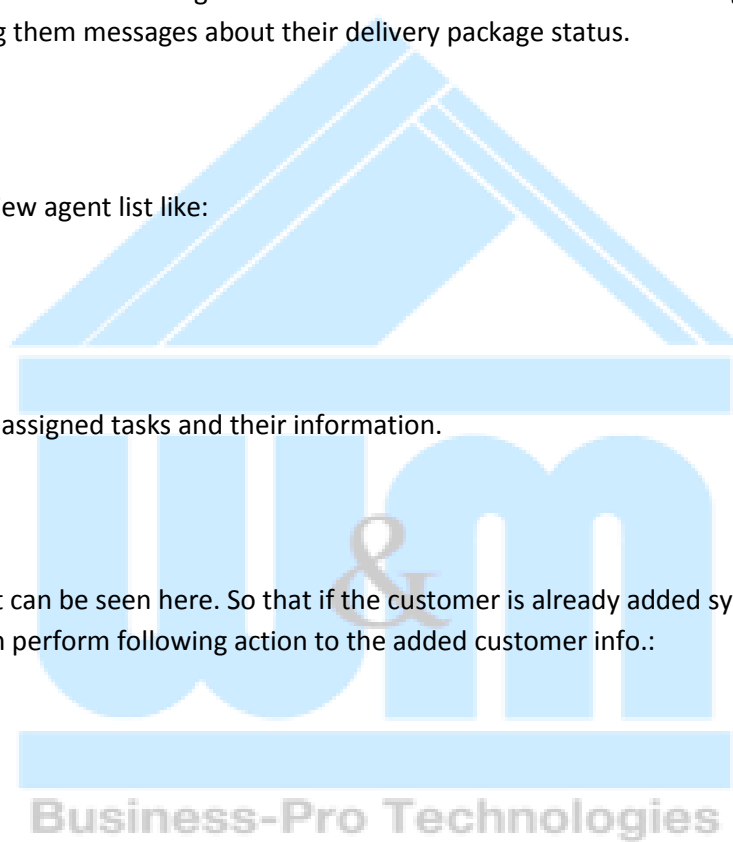 them messages about their delivery package status.
agent list like:
assigned tasks and their information.
W&m
can be seen here. So that if the customer is already added
perform following action to the added customer info.:
Business-Pro Technologies